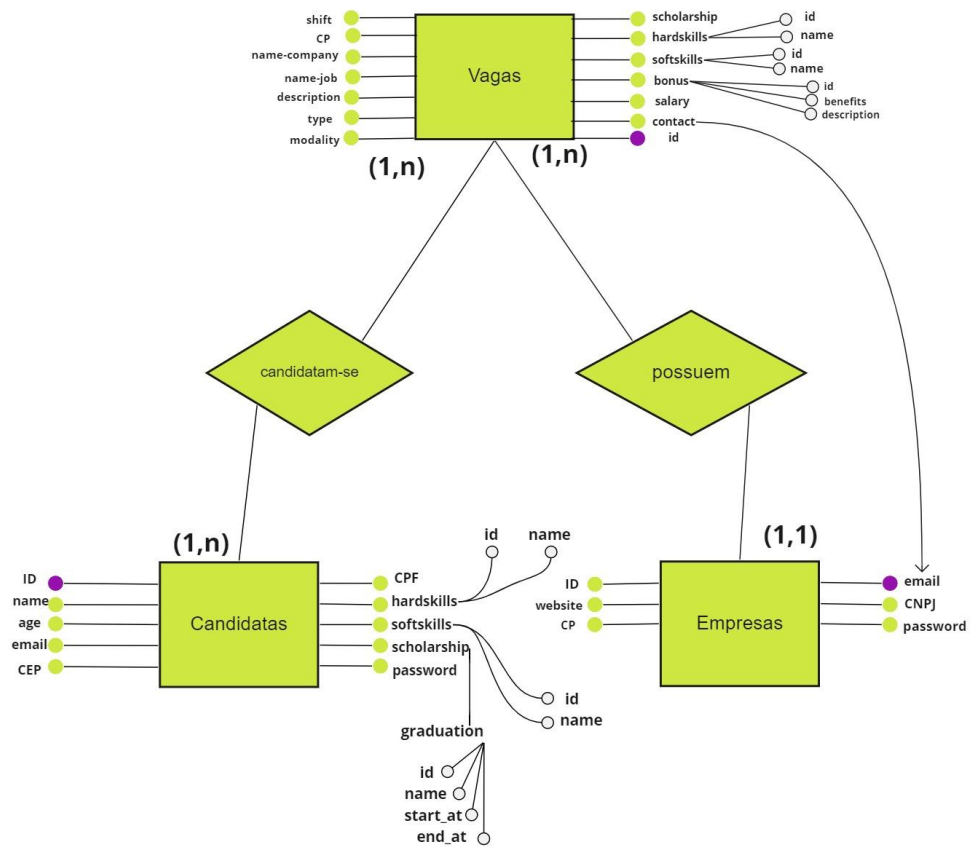 shift
CP
name-company
name-job
description
type
modality
Vagas
scholarship
hardskills
id
name
softskills
id
name
bonus
id
benefits
description
salary
contact
id
(1,n)
(1,n)
candidatam-se
possuem
(1,n)
ID
name
age
email
CEP
Candidatas
CPF
hardskills
id
name
softskills
id
name
scholarship
password
graduation
id
name
start_at
end_at
(1,1)
ID
website
CP
Empresas
email
CNPJ
password